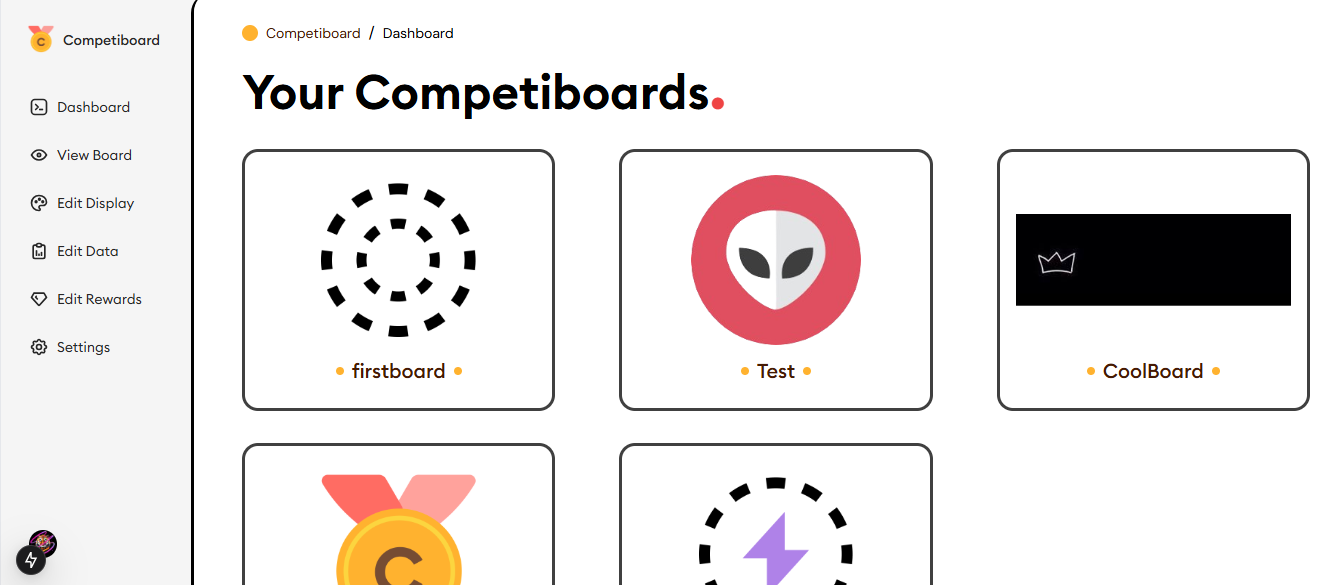 C Competiboard
Competiboard / Dashboard
Dashboard
View Board
Edit Display
Edit Data
Edit Rewards
Settings
Your Competiboards.
firstboard
Test
CoolBoard
C